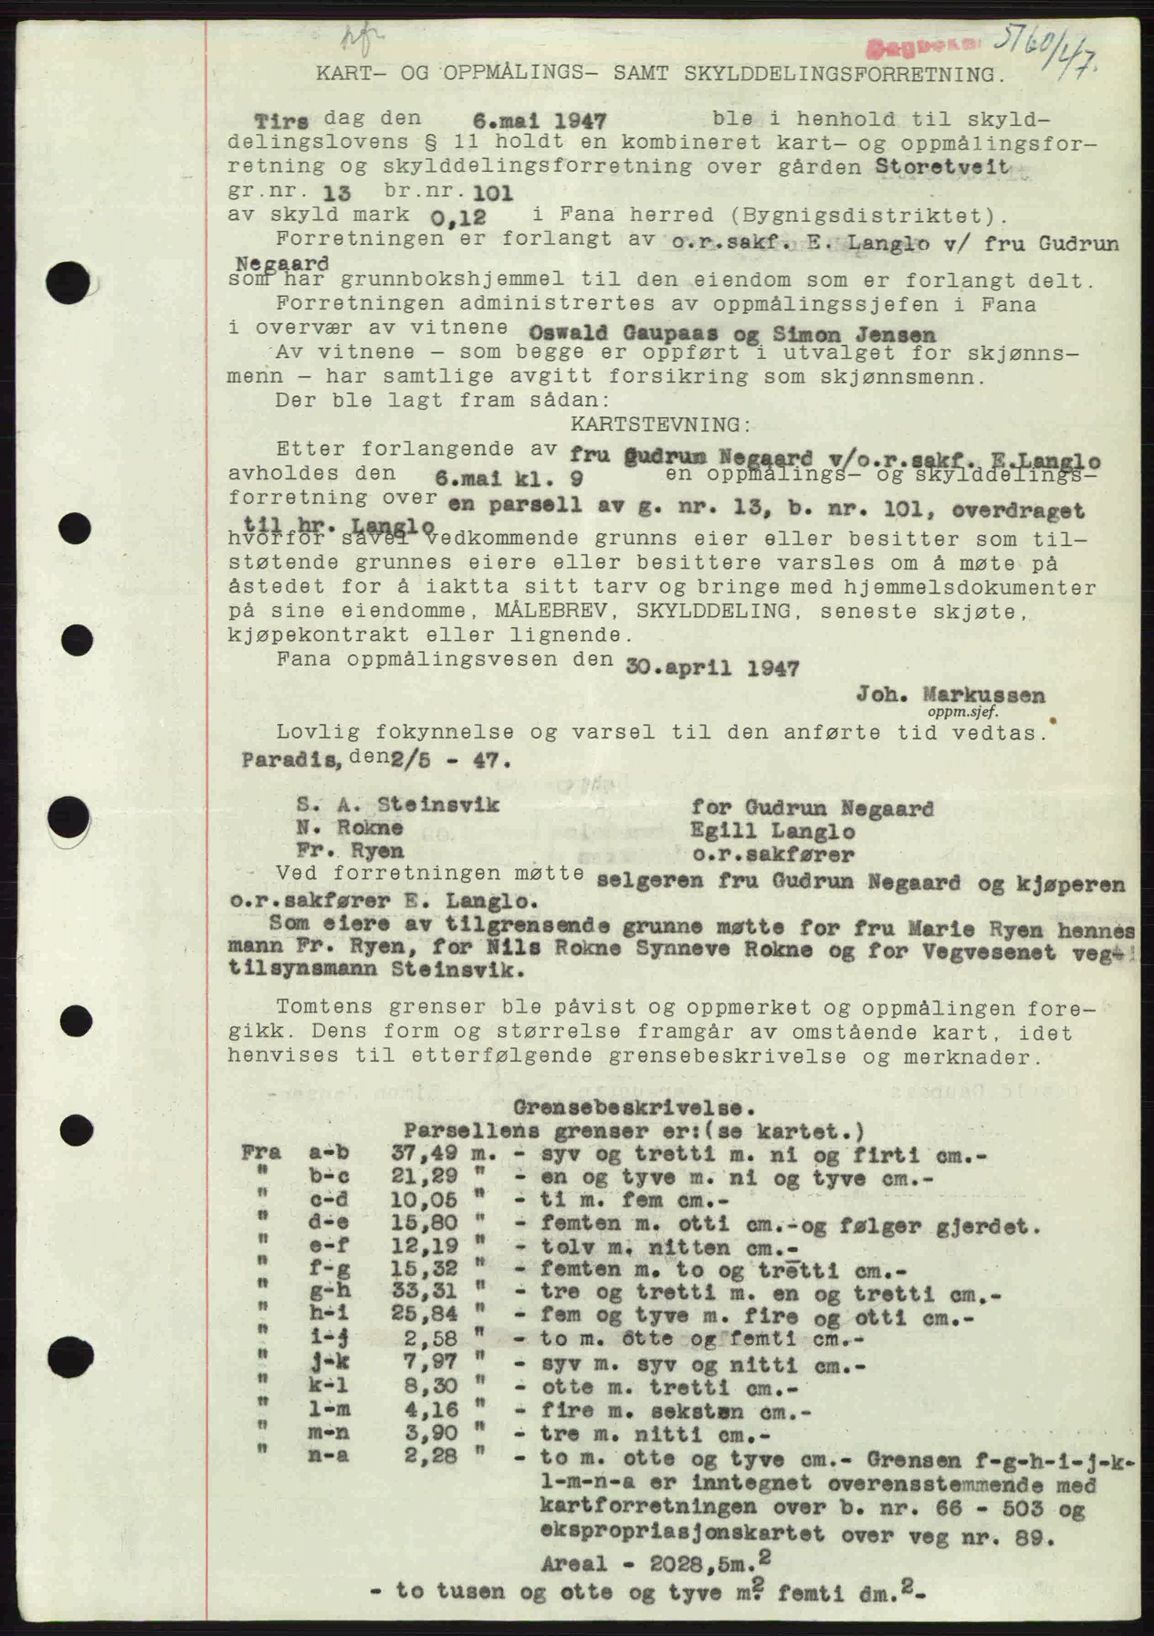 Dagboknr 5760/47.
KART- OG OPPMÅLINGS- SAMT SKYLDDELINGSFORRETNING.
Tirs dag den 6.mai 1947 ble i henhold til skyld-
delingslovens § 11 holdt en kombineret kart- og oppmålingsfor-
retning og skylddelingsforretning over gården Storetveit
gr.nr. 13 br.nr. 101
av skyld mark 0,12 i Fana herred (Bygnigsdistriktet).
Forretningen er forlangt av o.r.sakf. E. Langlo v/ fru Gudrun
Negaard
som har grunnbokshjemmel til den eiendom som er forlangt delt.
Forretningen administrertes av oppmålingssjefen i Fana
i overvær av vitnene Oswald Gaupaas og Simon Jensen
Av vitnene - som begge er oppført i utvalget for skjønns-
menn - har samtlige avgitt forsikring som skjønnsmenn.
Der ble lagt fram sådan:
KARTSTEVNING:
Etter forlangende av fru Gudrun Negaard v/o.r.sakf. E.Langlo
avholdes den 6.mai kl. 9 en oppmålings- og skylddelings-
forretning over en parsell av g. nr. 13, b. nr. 101, overdraget
til hr. Langlo
hvorfor såvel vedkommende grunns eier eller besitter som til-
støtende grunnes eiere eller besittere varsles om å møte på
åstedet for å iaktta sitt tarv og bringe med hjemmelsdokumenter
på sine eiendomme, MÅLEBREV, SKYLDDELING, seneste skjøte,
kjøpekontrakt eller lignende.
Fana oppmålingsvesen den 30.april 1947
Joh. Markussen
oppm.sjef.
Lovlig fokynnelse og varsel til den anførte tid vedtas.
Paradis, den 2/5 - 47.
S. A. Steinsvik for Gudrun Negaard
N. Rokne Egill Langlo
Fr. Ryen o.r.sakfører
Ved forretningen møtte selgeren fru Gudrun Negaard og kjøperen
o.r.sakfører E. Langlo.
Som eiere av tilgrensende grunne møtte for fru Marie Ryen hennes
mann Fr. Ryen, for Nils Rokne Synneve Rokne og for Vegvesenet veg-
tilsynsmann Steinsvik.
Tomtens grenser ble påvist og oppmerket og oppmålingen fore-
gikk. Dens form og størrelse framgår av omstående kart, idet
henvises til etterfølgende grensebeskrivelse og merknader.
Grensebeskrivelse.
Parsellens grenser er:(se kartet.)
Fra a-b 37,49 m. - syv og tretti m. ni og firti cm.-
" b-c 21,29 " - en og tyve m. ni og tyve cm.-
" c-d 10,05 " - ti m. fem cm.-
" d-e 15,80 " - femten m. otti cm.-og følger gjerdet.
" e-f 12,19 " - tolv m. nitten cm.-
" f-g 15,32 " - femten m. to og tretti cm.-
" g-h 33,31 " - tre og tretti m. en og tretti cm.-
" h-i 25,84 " - fem og tyve m. fire og otti cm.-
" i-j 2,58 " - to m. otte og femti cm.-
" j-k 7,97 " - syv m. syv og nitti cm.-
" k-l 8,30 " - otte m. tretti cm.-
" l-m 4,16 " - fire m. seksten cm.-
" m-n 3,90 " - tre m. nitti cm.-
" n-a 2,28 " - to m. otte og tyve cm.- Grensen f-g-h-i-j-k-
l-m-n-a er inntegnet overensstemmende med
kartforretningen over b. nr. 66 - 503 og
ekspropriasjonskartet over veg nr. 89.
Areal - 2028,5m.2
- to tusen og otte og tyve m2. femti dm.2-